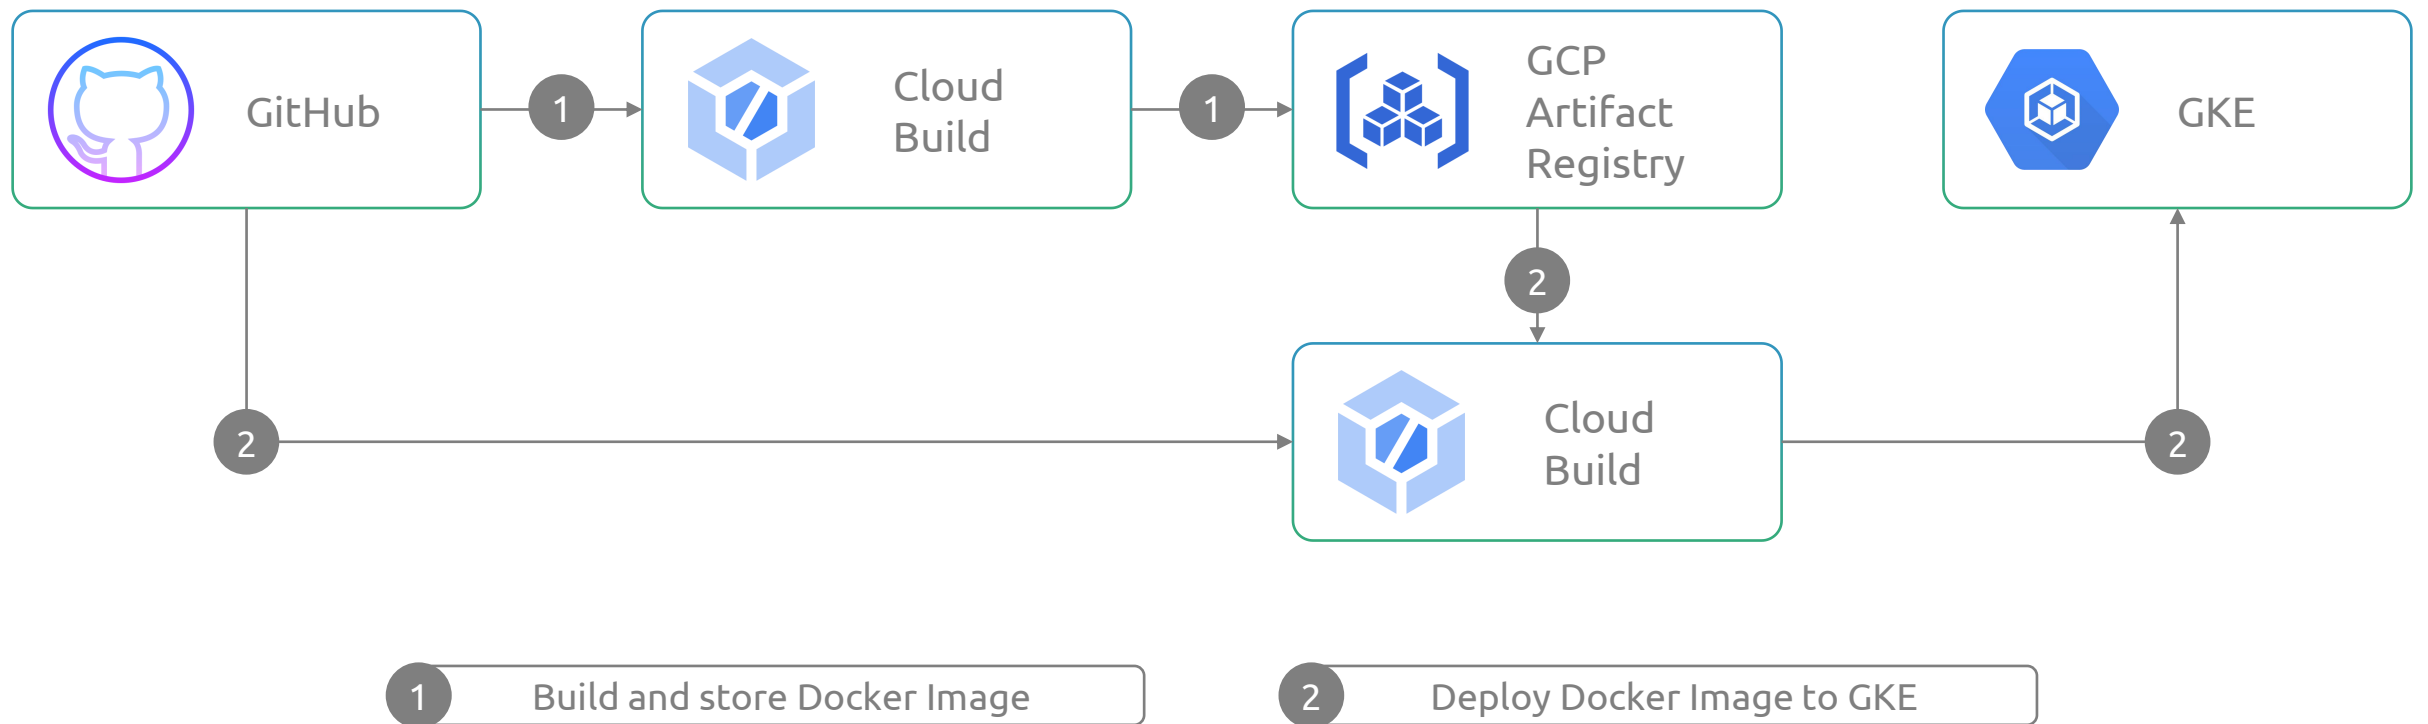 GitHub
1
Cloud
Build
1
GCP
Artifact
Registry
GKE
2
2
Cloud
Build
2
1 Build and store Docker Image
2 Deploy Docker Image to GKE